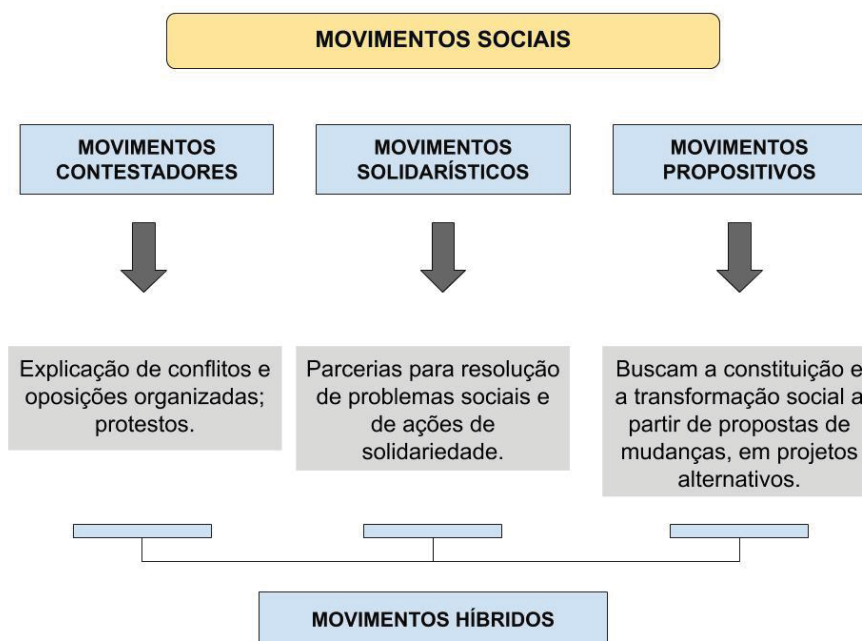 MOVIMENTOS SOCIAIS
MOVIMENTOS
CONTESTADORES
MOVIMENTOS
SOLIDARÍSTICOS
MOVIMENTOS
PROPOSITIVOS
Explicação de conflitos e
oposições organizadas;
protestos.
Parcerias para resolução
de problemas sociais e
de ações de
solidariedade.
Buscam a constituição e
a transformação social a
partir de propostas de
mudanças, em projetos
alternativos.
MOVIMENTOS HÍBRIDOS